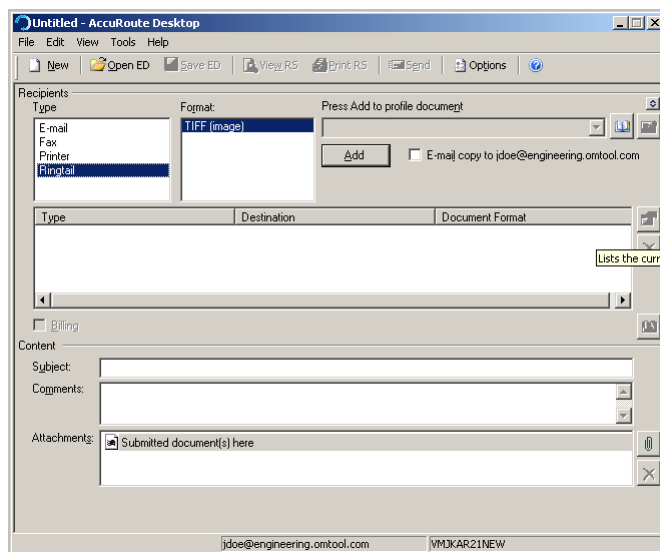 Untitled - AccuRoute Desktop
File Edit View Tools Help
New Open ED Save ED View RS Print RS Send Options
Recipients
Type Format: Press Add to profile document
E-mail
Fax
Printer
Ringtail
TIFF (image)
Add E-mail copy to jdoe@engineering.omtool.com
Type Destination Document Format
Lists the curr
Billing
Content
Subject:
Comments:
Attachments: Submitted document(s) here
jdoe@engineering.omtool.com VMJKAR21NEW